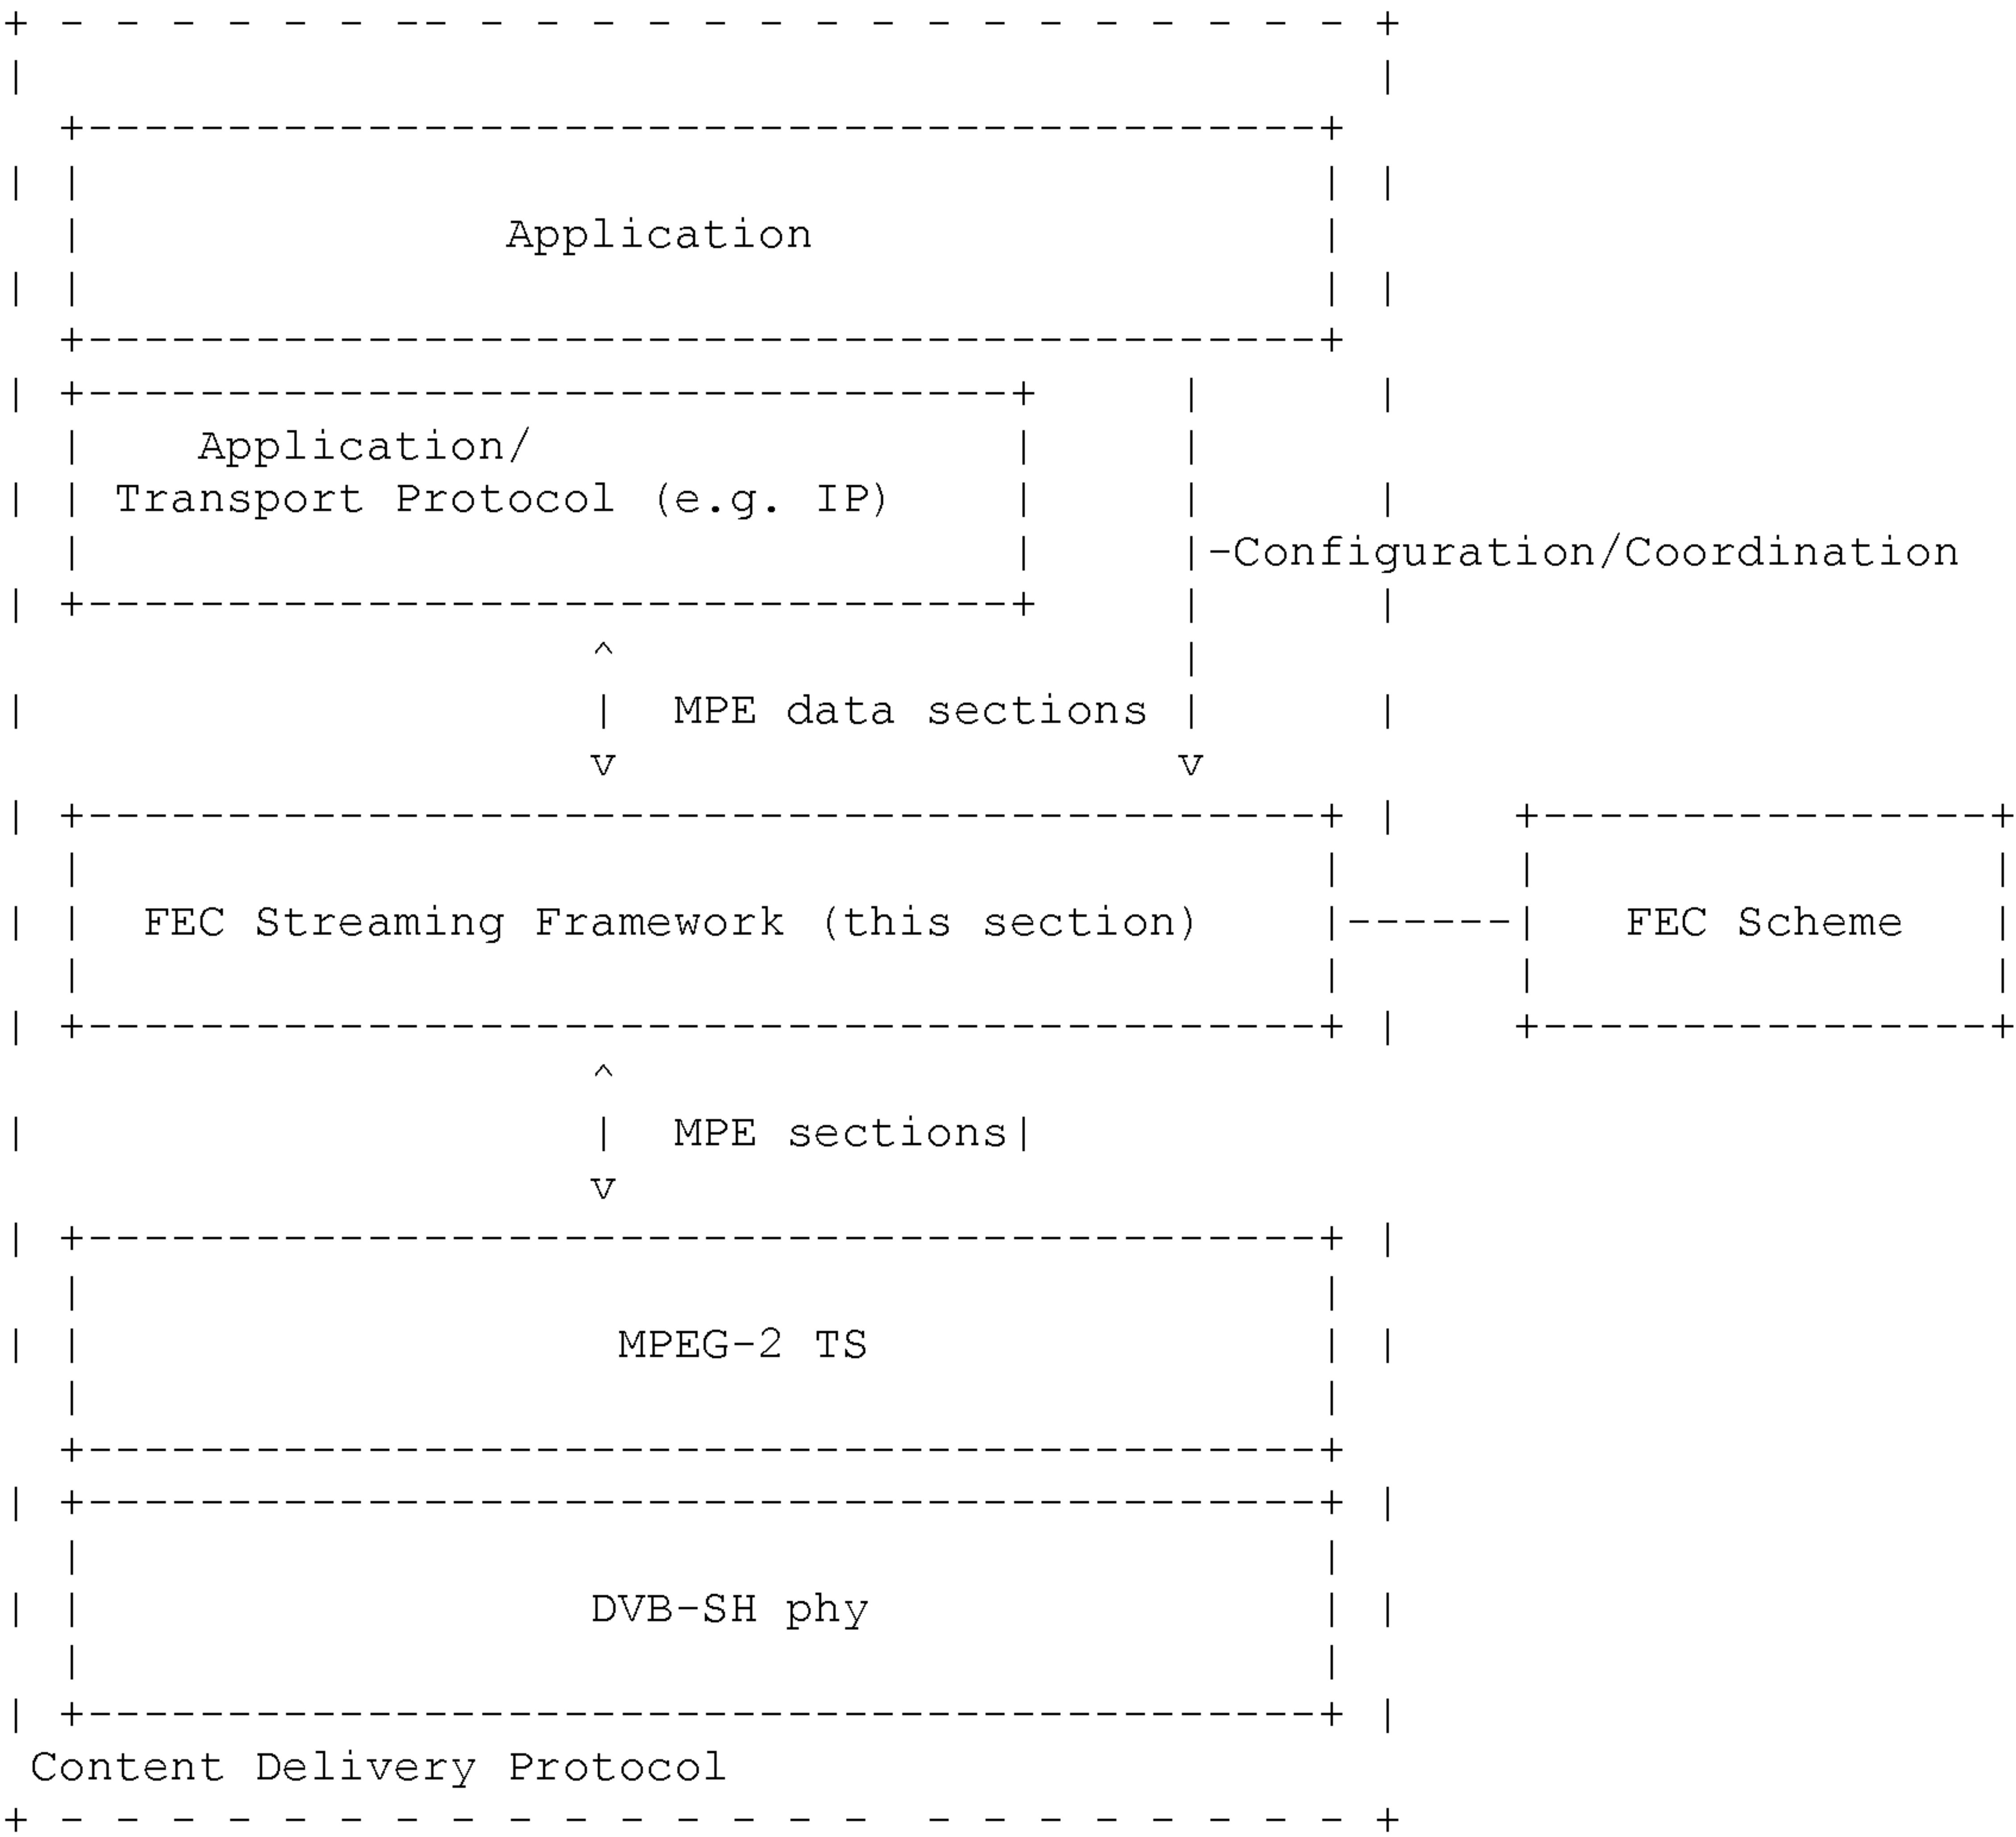 Application
Application/
Transport Protocol (e.g. IP)
-Configuration/Coordination
MPE data sections
FEC Streaming Framework (this section)
FEC Scheme
MPE sections
MPEG-2 TS
DVB-SH phy
Content Delivery Protocol